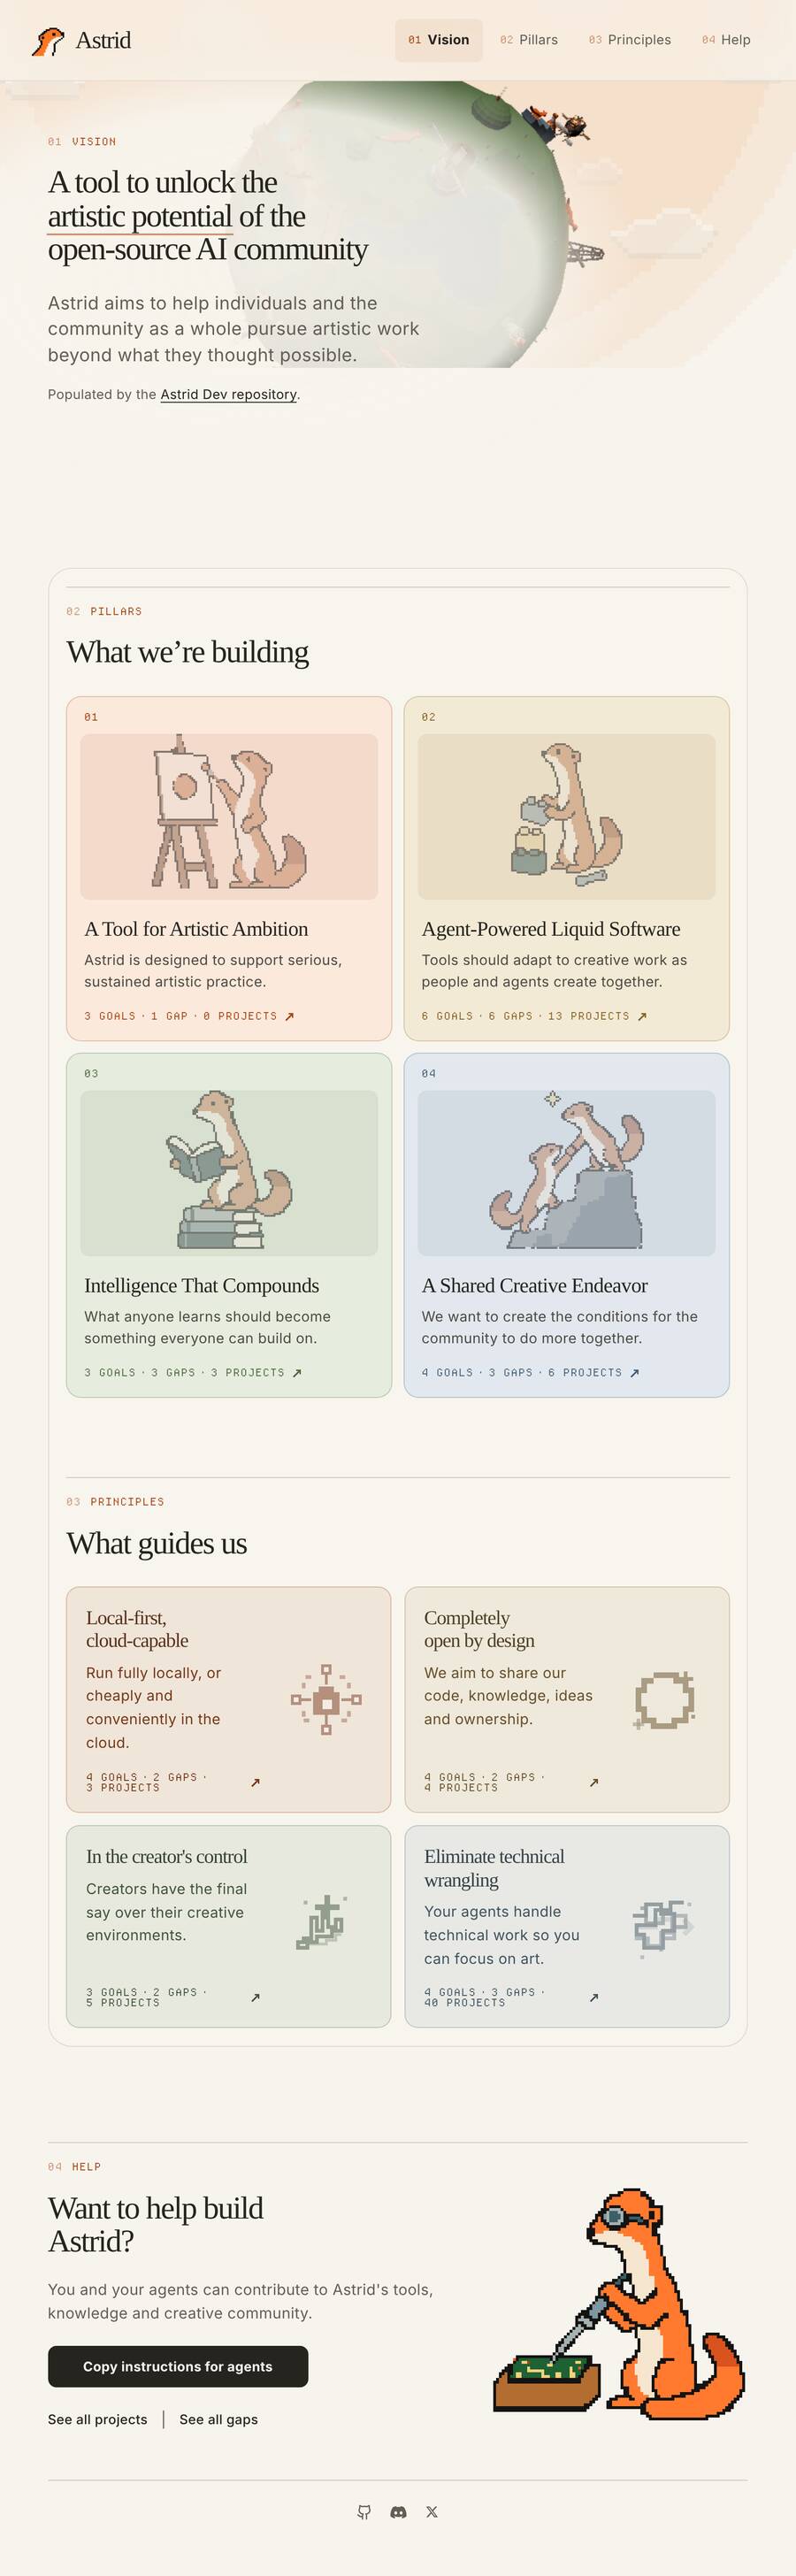 Astrid
01 Vision
02 Pillars
03 Principles
04 Help
01 VISION
A tool to unlock the
artistic potential of the
open-source AI community
Astrid aims to help individuals and the
community as a whole pursue artistic work
beyond what they thought possible.
Populated by the Astrid Dev repository.
02 PILLARS
What we’re building
01
A Tool for Artistic Ambition
Astrid is designed to support serious,
sustained artistic practice.
3 GOALS · 1 GAP · 0 PROJECTS ↗
02
Agent-Powered Liquid Software
Tools should adapt to creative work as
people and agents create together.
6 GOALS · 6 GAPS · 13 PROJECTS ↗
03
Intelligence That Compounds
What anyone learns should become
something everyone can build on.
3 GOALS · 3 GAPS · 3 PROJECTS ↗
04
A Shared Creative Endeavor
We want to create the conditions for the
community to do more together.
4 GOALS · 3 GAPS · 6 PROJECTS ↗
03 PRINCIPLES
What guides us
Local-first,
cloud-capable
Run fully locally, or
cheaply and
conveniently in the
cloud.
4 GOALS · 2 GAPS ·
3 PROJECTS ↗
Completely
open by design
We aim to share our
code, knowledge, ideas
and ownership.
4 GOALS · 2 GAPS ·
4 PROJECTS ↗
In the creator's control
Creators have the final
say over their creative
environments.
3 GOALS · 2 GAPS ·
5 PROJECTS ↗
Eliminate technical
wrangling
Your agents handle
technical work so you
can focus on art.
4 GOALS · 3 GAPS ·
40 PROJECTS ↗
04 HELP
Want to help build
Astrid?
You and your agents can contribute to Astrid's tools,
knowledge and creative community.
Copy instructions for agents
See all projects | See all gaps